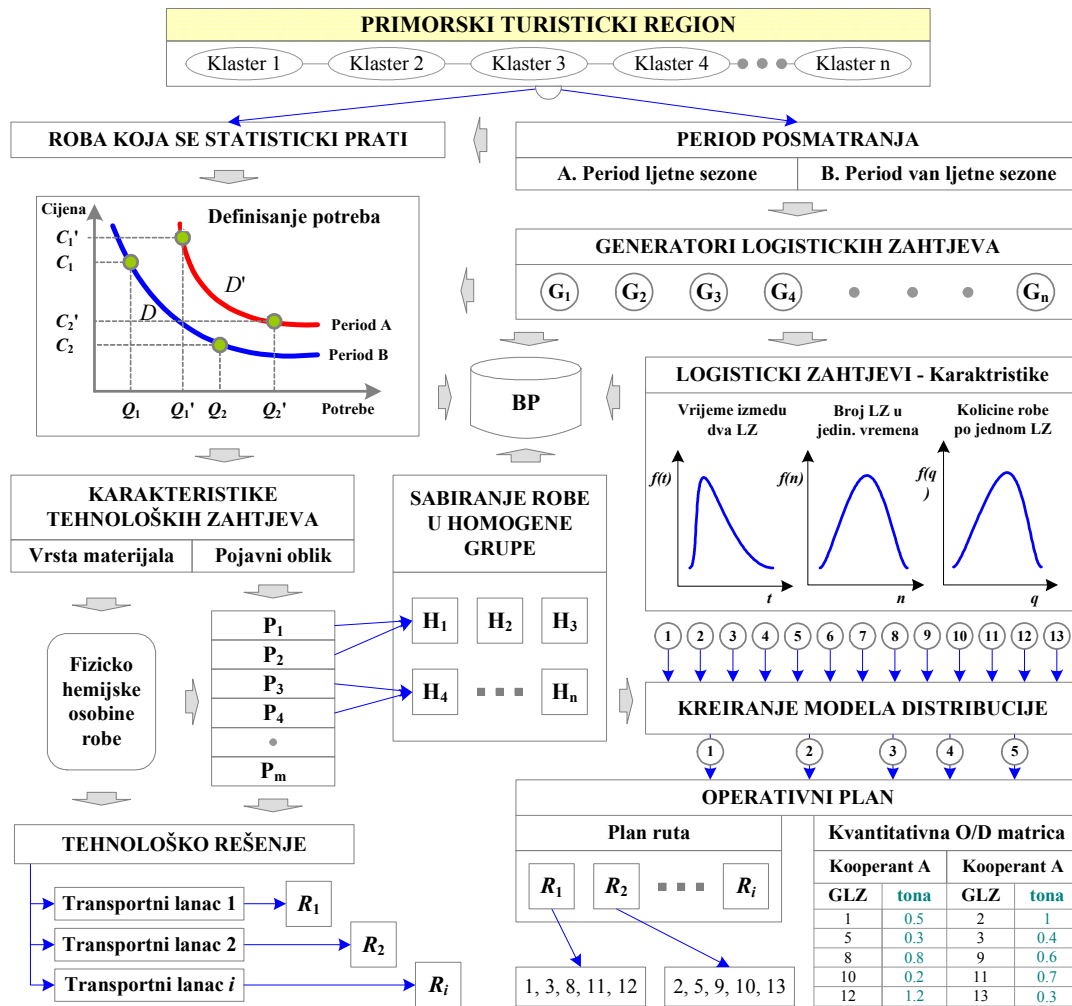 PRIMORSKI TURISTICKI REGION
Klaster 1 Klaster 2 Klaster 3 Klaster 4 Klaster n
ROBA KOJA SE STATISTICKI PRATI
PERIOD POSMATRANJA
A. Period ljetne sezone B. Period van ljetne sezone
Cijena
Definisanje potreba
C1'
C1
C2'
C2
D'
D
Period A
Period B
Q1 Q1' Q2 Q2' Potrebe
GENERATORI LOGISTICKIH ZAHTJEVA
G1 G2 G3 G4 Gn
BP
LOGISTICKI ZAHTJEVI - Karaktristike
Vrijeme izmedu
dva LZ
Broj LZ u
jedin. vremena
Kolicine robe
po jednom LZ
f(t)
t
f(n)
n
f(q
)
q
KARAKTERISTIKE
TEHNOLOŠKIH ZAHTJEVA
Vrsta materijala Pojavni oblik
SABIRANJE ROBE
U HOMOGENE
GRUPE
Fizicko
hemijske
osobine
robe
P1
P2
P3
P4
Pm
H1 H2 H3
H4 Hn
1 2 3 4 5 6 7 8 9 10 11 12 13
KREIRANJE MODELA DISTRIBUCIJE
1 2 3 4 5
TEHNOLOŠKO REŠENJE
Transportni lanac 1 R1
Transportni lanac 2 R2
Transportni lanac i Ri
OPERATIVNI PLAN
Plan ruta
R1 R2 Ri
1, 3, 8, 11, 12 2, 5, 9, 10, 13
Kvantitativna O/D matrica
Kooperant A Kooperant A
GLZ tona GLZ tona
1 0.5 2 1
5 0.3 3 0.4
8 0.8 9 0.6
10 0.2 11 0.7
12 1.2 13 0.3